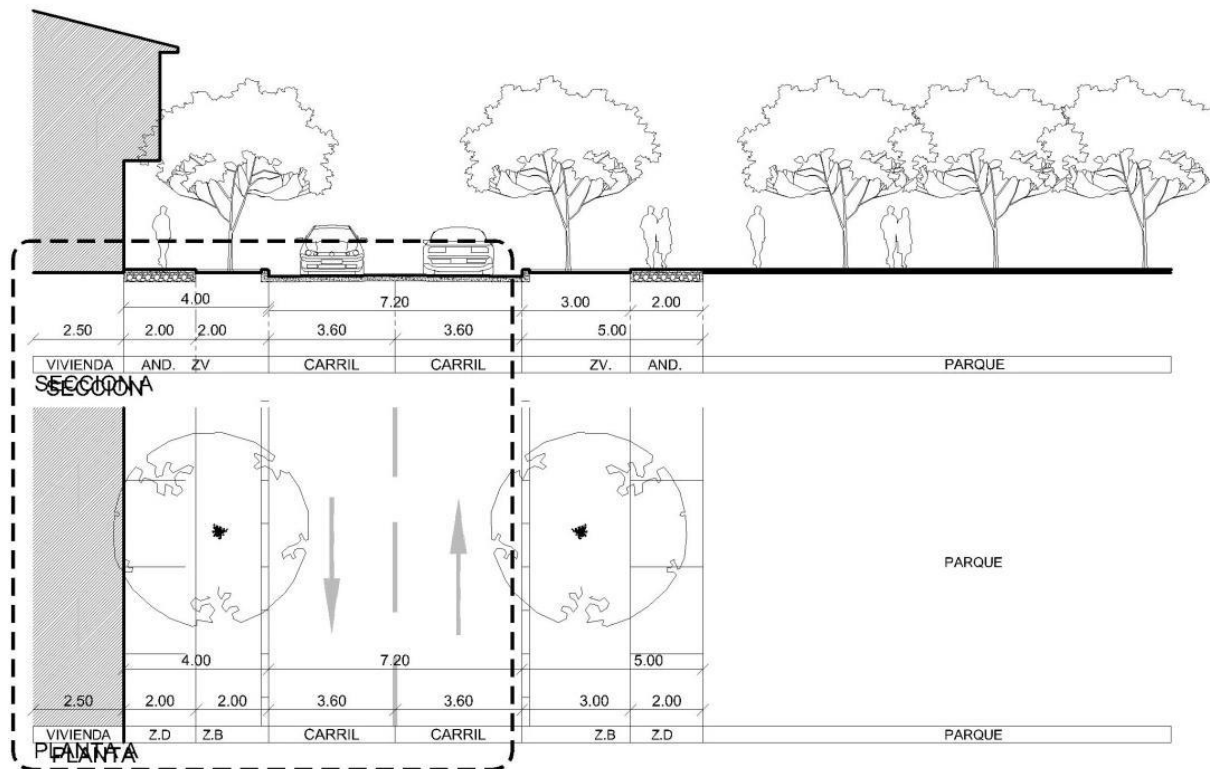 4.00 7.20 3.00 2.00
2.50 2.00 2.00 3.60 3.60 5.00
VIVIENDA AND. ZV CARRIL CARRIL ZV. AND. PARQUE
SECCION A
SECCION
PARQUE
4.00 7.20 5.00
2.50 2.00 2.00 3.60 3.60 3.00 2.00
VIVIENDA Z.D Z.B CARRIL CARRIL Z.B Z.D PARQUE
PLANTA A
PLANTA